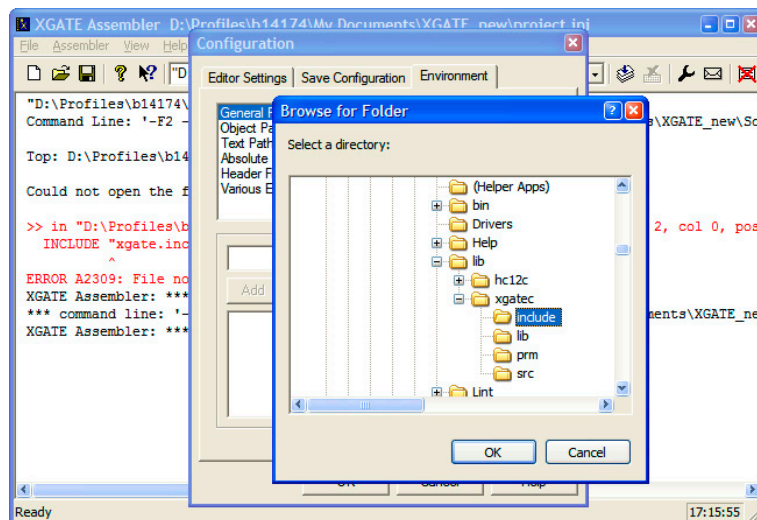 XGATE Assembler D:\Profiles\b14174\My Documents\XGATE_new\project.ini
File Assembler View Help
Configuration
Editor Settings Save Configuration Environment
"D:\Profiles\b14174\
Command Line: '-F2 -
s\XGATE_new\So
Top: D:\Profiles\b14
Could not open the f
>> in "D:\Profiles\b
2, col 0, pos
INCLUDE "xgate.inc
^
ERROR A2309: File no
XGATE Assembler: ***
*** command line: '-
ments\XGATE_ne
XGATE Assembler: ***
General
Object Pa
Text Path
Absolute
Header F
Various E
Add
Browse for Folder
Select a directory:
(Helper Apps)
bin
Drivers
Help
lib
hc12c
xgatec
include
lib
prm
src
Lint
OK Cancel
Ready
17:15:55